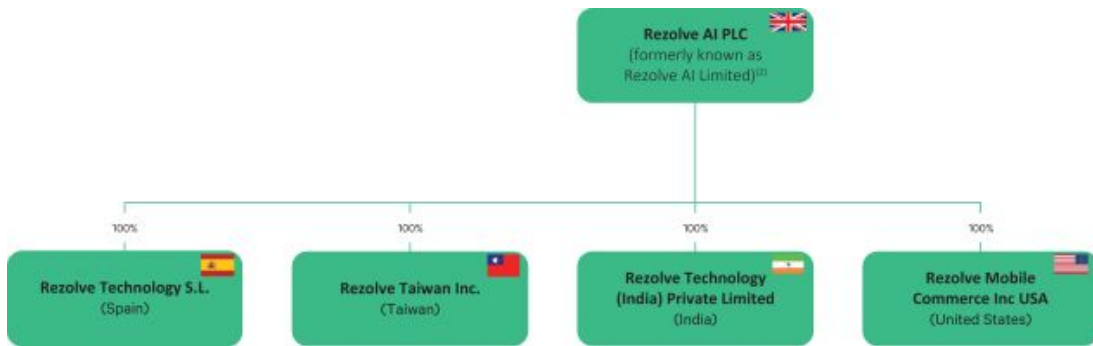 Rezolve AI PLC
(formerly known as
Rezolve AI Limited)(2)
100%
100%
100%
100%
Rezolve Technology S.L.
(Spain)
Rezolve Taiwan Inc.
(Taiwan)
Rezolve Technology
(India) Private Limited
(India)
Rezolve Mobile
Commerce Inc USA
(United States)